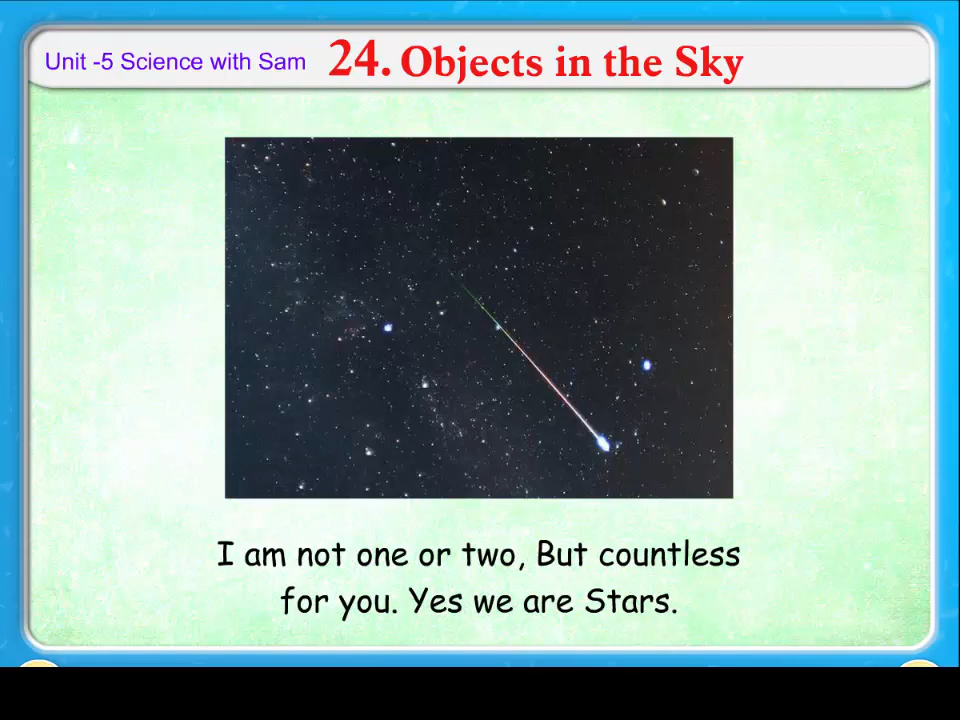 Unit -5 Science with Sam 24. Objects in the Sky
I am not one or two, But countless
for you. Yes we are Stars.